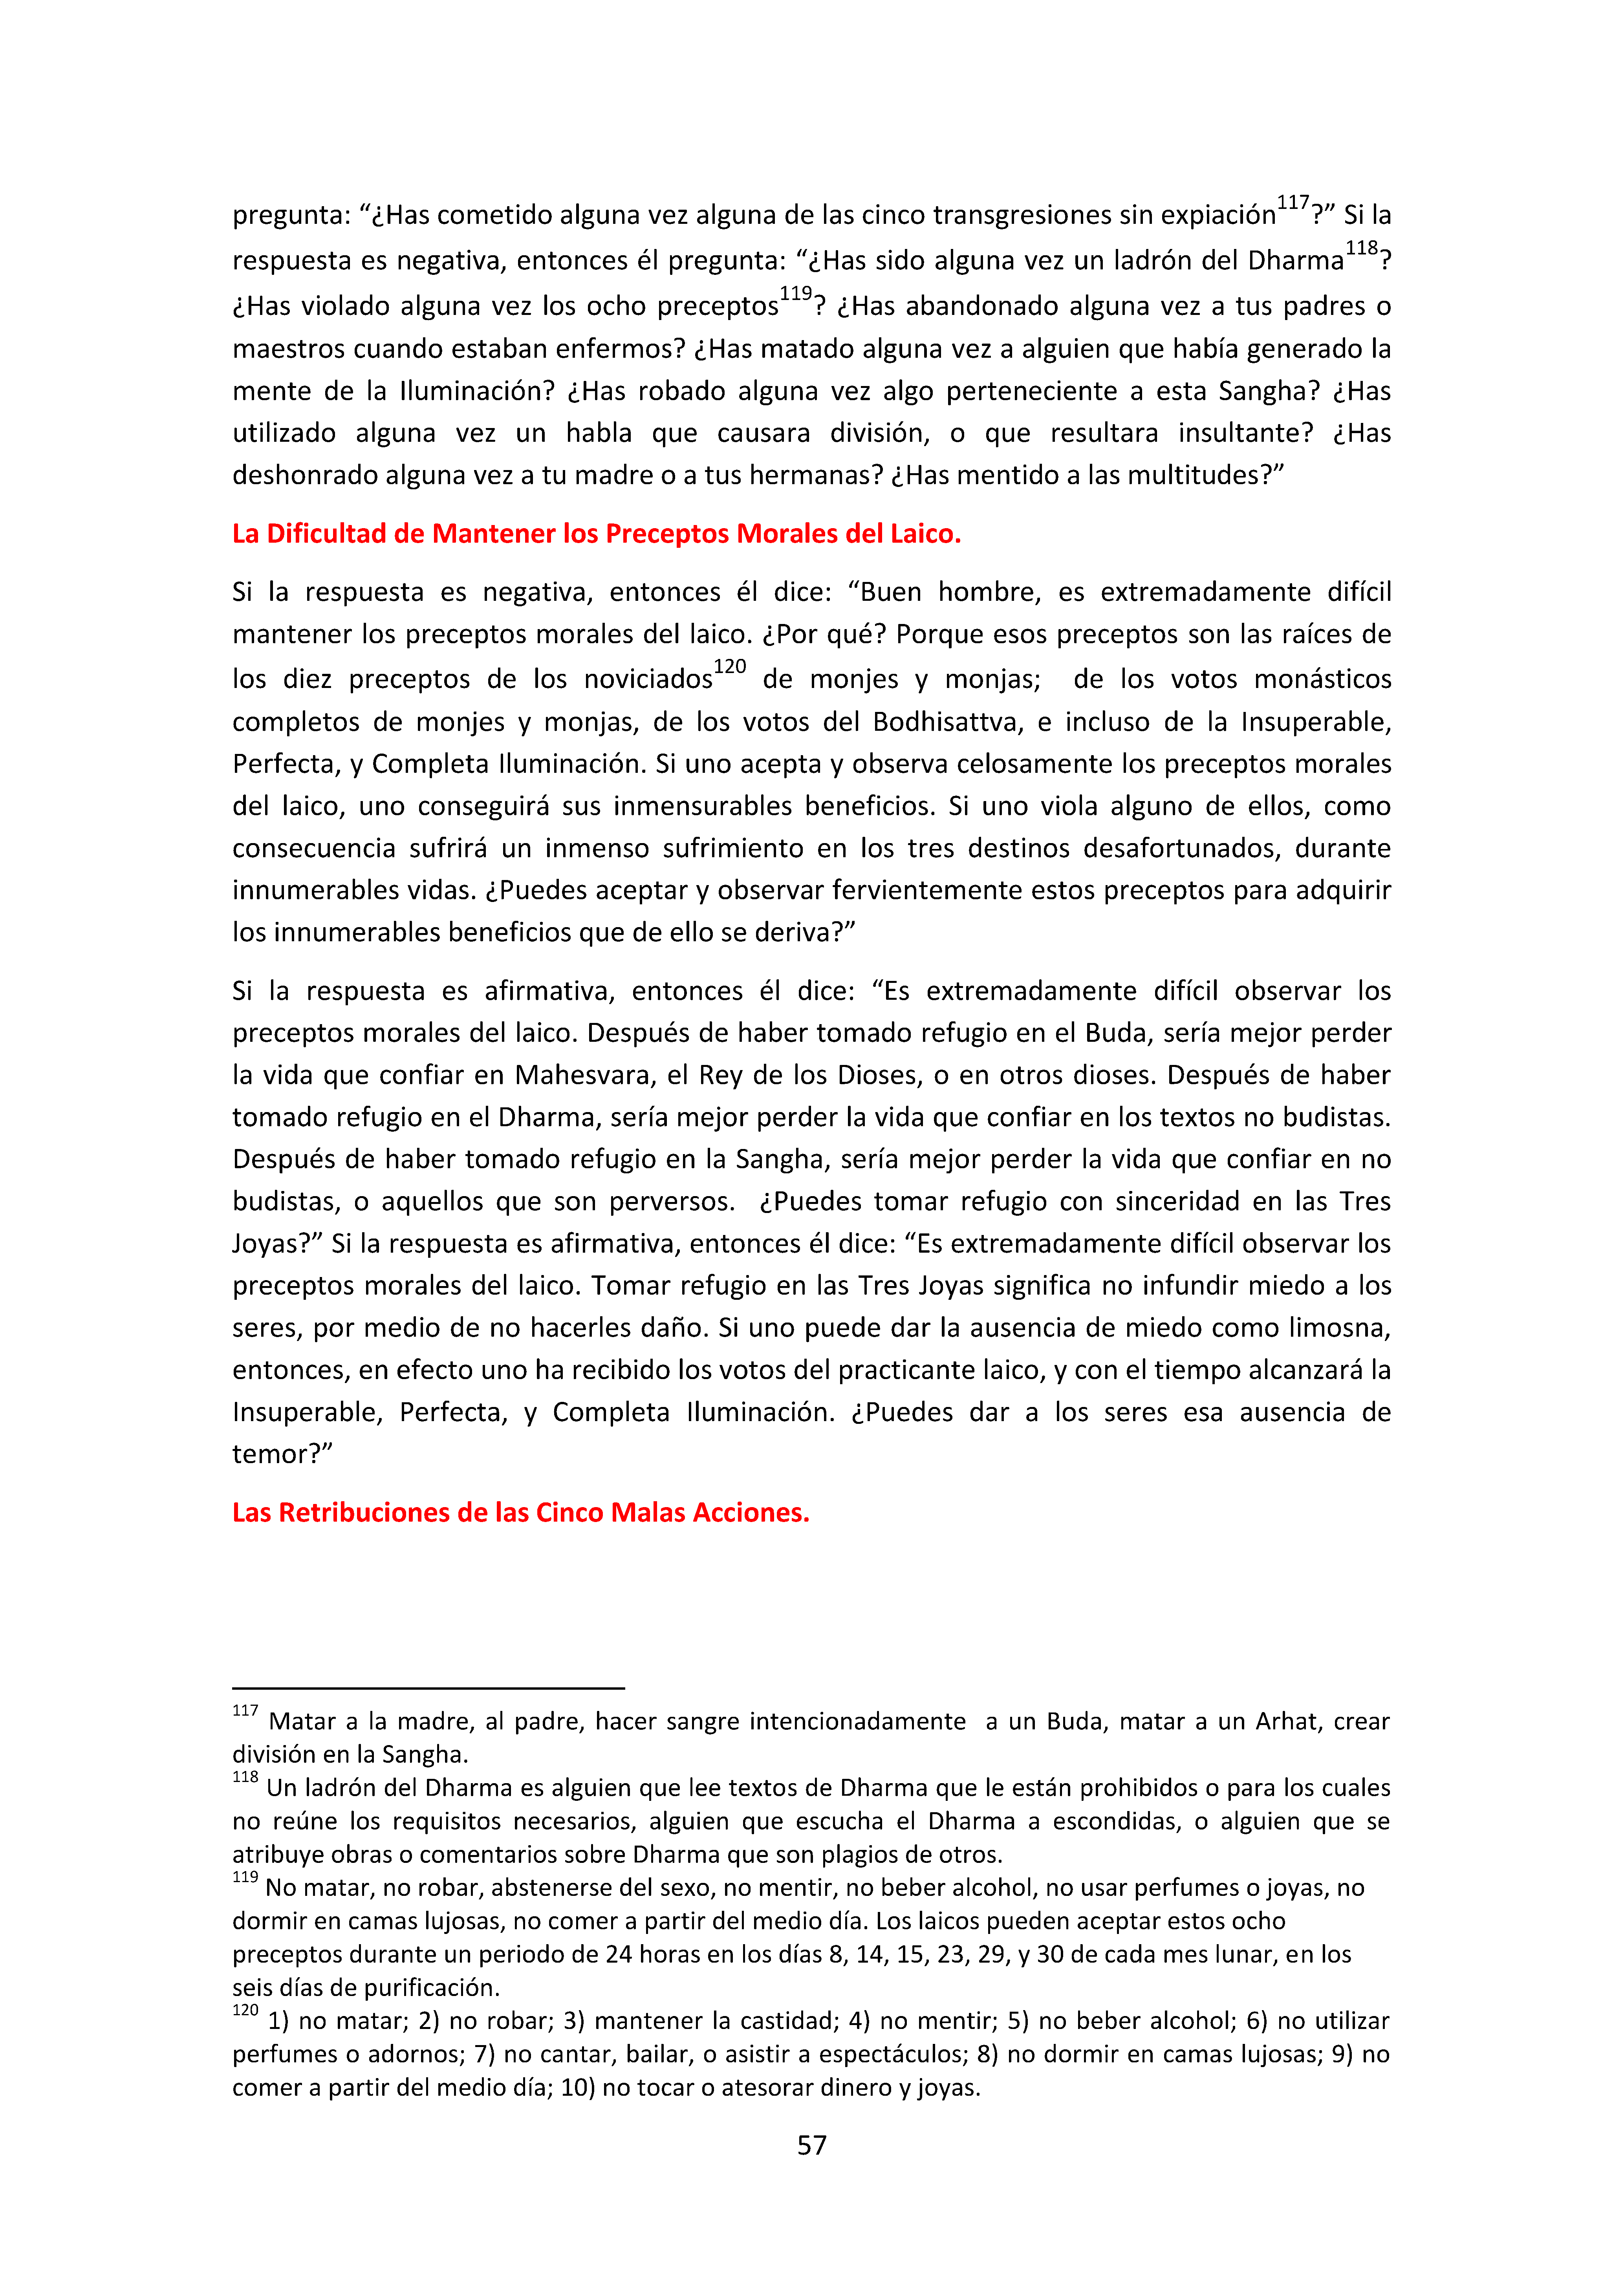 pregunta: “¿Has cometido alguna vez alguna de las cinco transgresiones sin expiación117?” Si la
respuesta es negativa, entonces él pregunta: “¿Has sido alguna vez un ladrón del Dharma118?
¿Has violado alguna vez los ocho preceptos119? ¿Has abandonado alguna vez a tus padres o
maestros cuando estaban enfermos? ¿Has matado alguna vez a alguien que había generado la
mente de la Iluminación? ¿Has robado alguna vez algo perteneciente a esta Sangha? ¿Has
utilizado alguna vez un habla que causara división, o que resultara insultante? ¿Has
deshonrado alguna vez a tu madre o a tus hermanas? ¿Has mentido a las multitudes?”
La Dificultad de Mantener los Preceptos Morales del Laico.
Si la respuesta es negativa, entonces él dice: “Buen hombre, es extremadamente difícil
mantener los preceptos morales del laico. ¿Por qué? Porque esos preceptos son las raíces de
los diez preceptos de los noviciados120 de monjes y monjas; de los votos monásticos
completos de monjes y monjas, de los votos del Bodhisattva, e incluso de la Insuperable,
Perfecta, y Completa Iluminación. Si uno acepta y observa celosamente los preceptos morales
del laico, uno conseguirá sus inmensurables beneficios. Si uno viola alguno de ellos, como
consecuencia sufrirá un inmenso sufrimiento en los tres destinos desafortunados, durante
innumerables vidas. ¿Puedes aceptar y observar fervientemente estos preceptos para adquirir
los innumerables beneficios que de ello se deriva?”
Si la respuesta es afirmativa, entonces él dice: “Es extremadamente difícil observar los
preceptos morales del laico. Después de haber tomado refugio en el Buda, sería mejor perder
la vida que confiar en Mahesvara, el Rey de los Dioses, o en otros dioses. Después de haber
tomado refugio en el Dharma, sería mejor perder la vida que confiar en los textos no budistas.
Después de haber tomado refugio en la Sangha, sería mejor perder la vida que confiar en no
budistas, o aquellos que son perversos. ¿Puedes tomar refugio con sinceridad en las Tres
Joyas?” Si la respuesta es afirmativa, entonces él dice: “Es extremadamente difícil observar los
preceptos morales del laico. Tomar refugio en las Tres Joyas significa no infundir miedo a los
seres, por medio de no hacerles daño. Si uno puede dar la ausencia de miedo como limosna,
entonces, en efecto uno ha recibido los votos del practicante laico, y con el tiempo alcanzará la
Insuperable, Perfecta, y Completa Iluminación. ¿Puedes dar a los seres esa ausencia de
temor?”
Las Retribuciones de las Cinco Malas Acciones.
117 Matar a la madre, al padre, hacer sangre intencionadamente a un Buda, matar a un Arhat, crear
división en la Sangha.
118 Un ladrón del Dharma es alguien que lee textos de Dharma que le están prohibidos o para los cuales
no reúne los requisitos necesarios, alguien que escucha el Dharma a escondidas, o alguien que se
atribuye obras o comentarios sobre Dharma que son plagios de otros.
119 No matar, no robar, abstenerse del sexo, no mentir, no beber alcohol, no usar perfumes o joyas, no
dormir en camas lujosas, no comer a partir del medio día. Los laicos pueden aceptar estos ocho
preceptos durante un periodo de 24 horas en los días 8, 14, 15, 23, 29, y 30 de cada mes lunar, en los
seis días de purificación.
120 1) no matar; 2) no robar; 3) mantener la castidad; 4) no mentir; 5) no beber alcohol; 6) no utilizar
perfumes o adornos; 7) no cantar, bailar, o asistir a espectáculos; 8) no dormir en camas lujosas; 9) no
comer a partir del medio día; 10) no tocar o atesorar dinero y joyas.
57